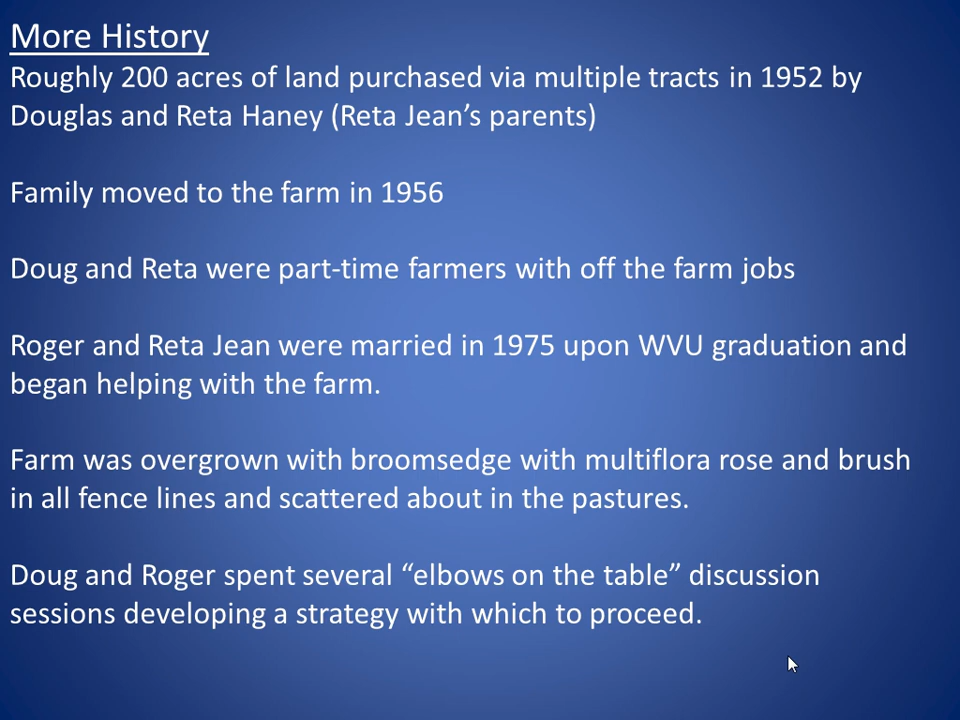 More History
Roughly 200 acres of land purchased via multiple tracts in 1952 by
Douglas and Reta Haney (Reta Jean’s parents)
Family moved to the farm in 1956
Doug and Reta were part-time farmers with off the farm jobs
Roger and Reta Jean were married in 1975 upon WVU graduation and
began helping with the farm.
Farm was overgrown with broomsedge with multiflora rose and brush
in all fence lines and scattered about in the pastures.
Doug and Roger spent several “elbows on the table” discussion
sessions developing a strategy with which to proceed.